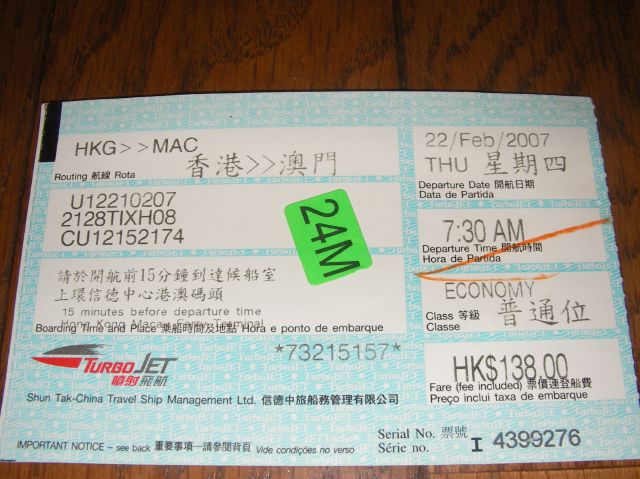 HKG>>MAC
香港>>澳門
Routing 航線 Rota
22/Feb/2007
THU 星期四
Departure Date 開航日期
Data de Partida
U12210207
2128TIXH08
CU12152174
24M
7:30 AM
Departure Time 開航時間
Hora de Partida
請於開航前15分鐘到達候船室
上環信德中心港澳碼頭
15 minutes before departure time
Hong Kong Macau Ferry Terminal
Boarding Time and Place 乘船時間及地點 Hora e ponto de embarque
ECONOMY
Class 等級 普通位
Classe
*73215157*
TURBOJET
噴射飛航
HK$138.00
Fare (fee included) 票價連登船費
Preço inclui taxa de embarque
Shun Tak-China Travel Ship Management Ltd. 信德中旅船務管理有限公司
IMPORTANT NOTICE - see back 重要事項一請參閱背頁 Vide condições no verso
Serial No. 票號
Série no. I 4399276